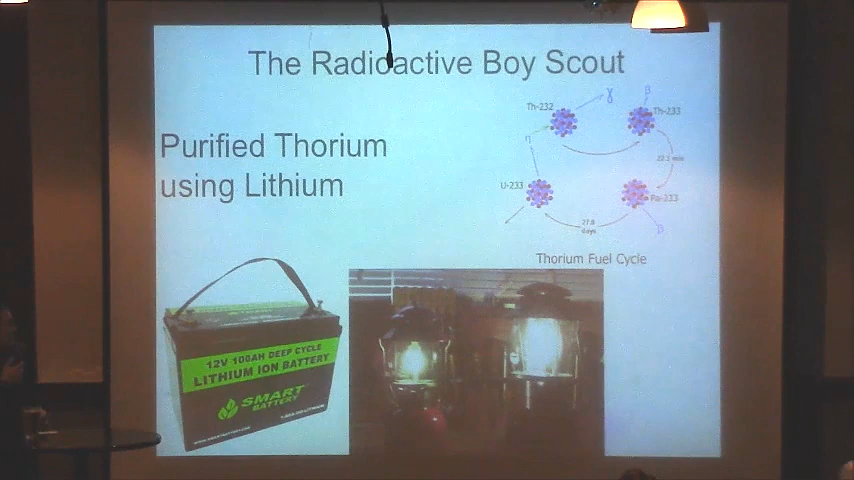 The Radioactive Boy Scout
Purified Thorium
using Lithium
Th-232
γ
β
Th-233
η
22.3 min
U-233
Pa-233
27.0
days
β
Thorium Fuel Cycle
12V 100AH DEEP CYCLE
LITHIUM ION BATTERY
SMART
BATTERY